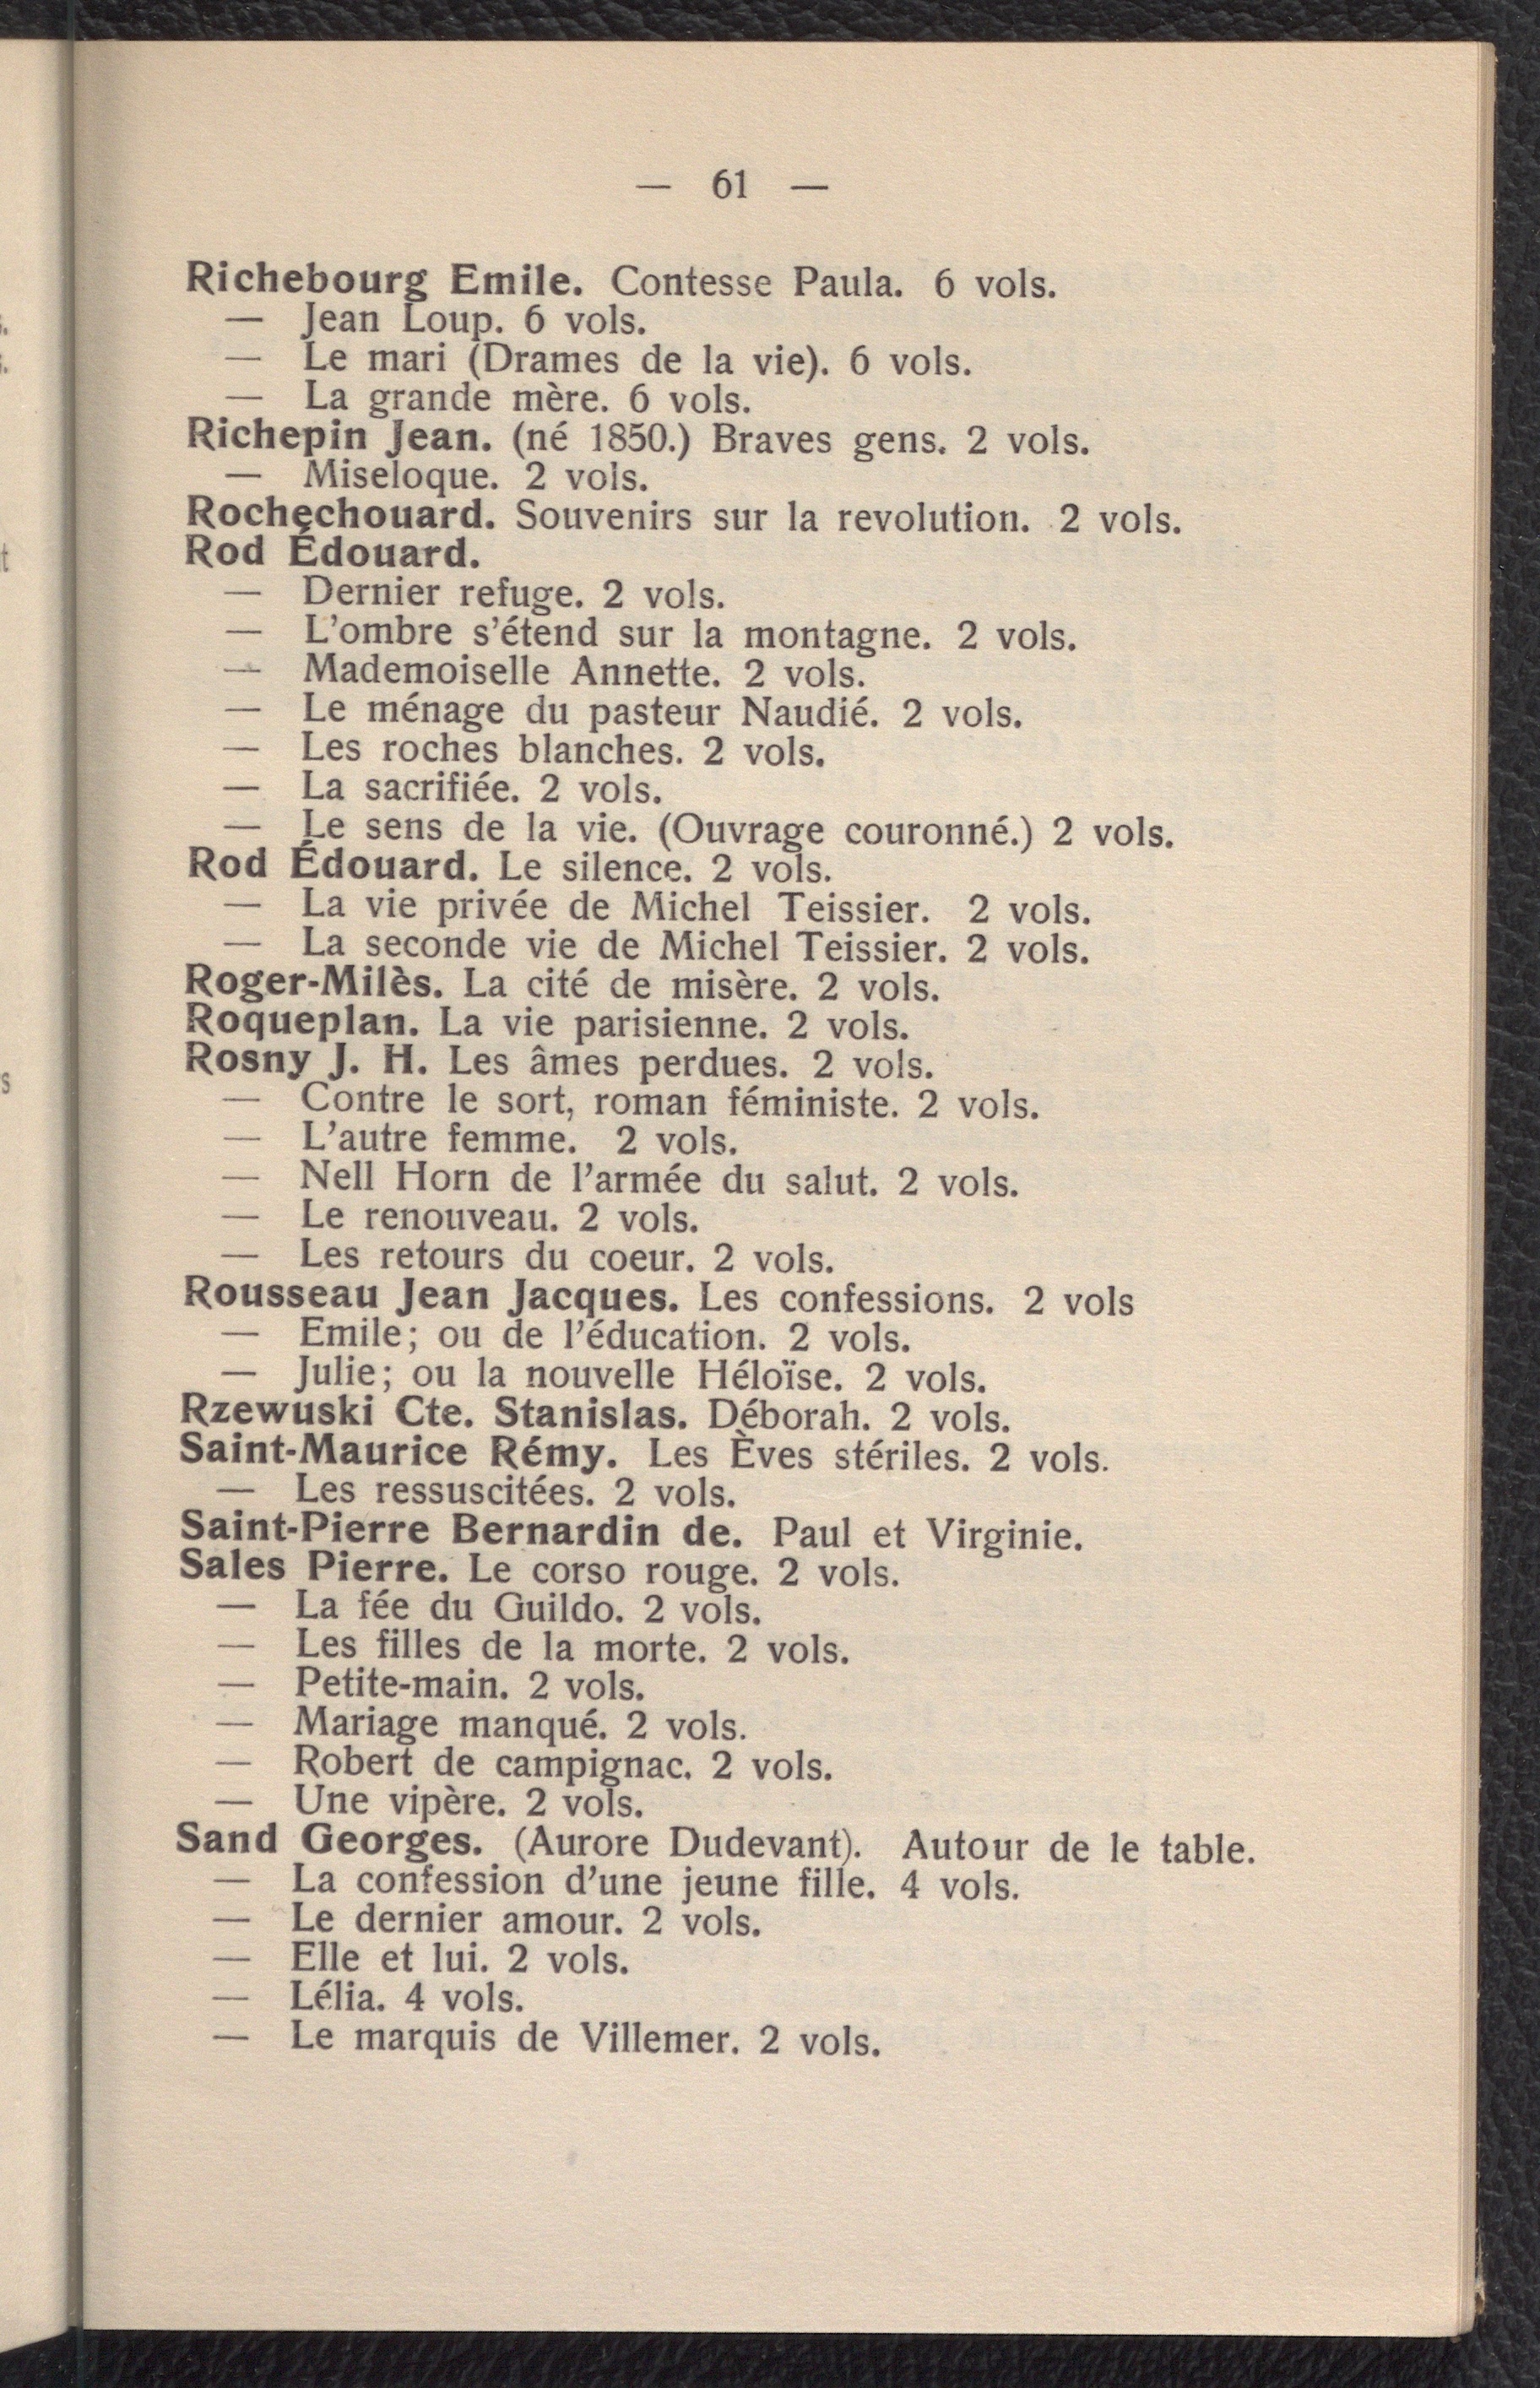 — 61 —
Richebourg Emile. Contesse Paula. 6 vols.
— Jean Loup. 6 vols.
— Le mari (Drames de la vie). 6 vols.
— La grande mère. 6 vols.
Richepin Jean. (né 1850.) Braves gens. 2 vols.
— Miseloque. 2 vols.
Rochechouard. Souvenirs sur la revolution. 2 vols.
Rod Édouard.
— Dernier refuge. 2 vols.
— L'ombre s'étend sur la montagne. 2 vols.
— Mademoiselle Annette. 2 vols.
— Le ménage du pasteur Naudié. 2 vols.
— Les roches blanches. 2 vols.
— La sacrifiée. 2 vols.
— Le sens de la vie. (Ouvrage couronné.) 2 vols.
Rod Édouard. Le silence. 2 vols.
— La vie privée de Michel Teissier. 2 vols.
— La seconde vie de Michel Teissier. 2 vols.
Roger-Milès. La cité de misère. 2 vols.
Roqueplan. La vie parisienne. 2 vols.
Rosny J. H. Les âmes perdues. 2 vols.
— Contre le sort, roman féministe. 2 vols.
— L'autre femme. 2 vols.
— Nell Horn de l'armée du salut. 2 vols.
— Le renouveau. 2 vols.
— Les retours du coeur. 2 vols.
Rousseau Jean Jacques. Les confessions. 2 vols
— Emile; ou de l'éducation. 2 vols.
— Julie; ou la nouvelle Héloïse. 2 vols.
Rzewuski Cte. Stanislas. Déborah. 2 vols.
Saint-Maurice Rémy. Les Èves stériles. 2 vols.
— Les ressuscitées. 2 vols.
Saint-Pierre Bernardin de. Paul et Virginie.
Sales Pierre. Le corso rouge. 2 vols.
— La fée du Guildo. 2 vols.
— Les filles de la morte. 2 vols.
— Petite-main. 2 vols.
— Mariage manqué. 2 vols.
— Robert de campignac. 2 vols.
— Une vipère. 2 vols.
Sand Georges. (Aurore Dudevant). Autour de le table.
— La confession d'une jeune fille. 4 vols.
— Le dernier amour. 2 vols.
— Elle et lui. 2 vols.
— Lélia. 4 vols.
— Le marquis de Villemer. 2 vols.